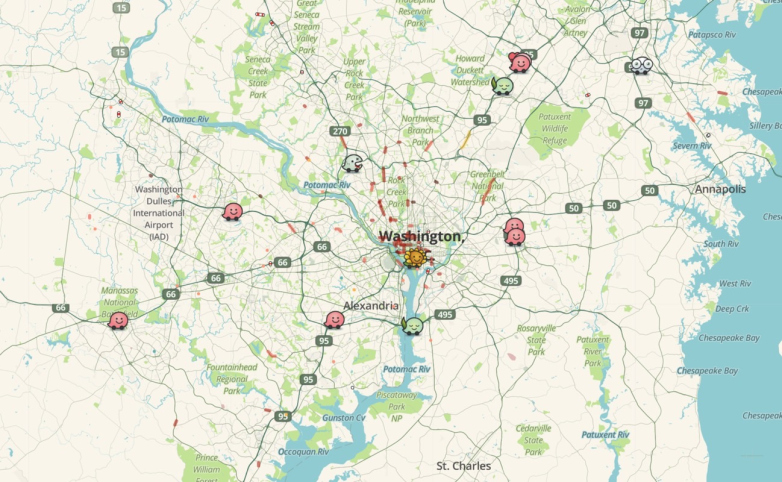 15
Great
Seneca
Stream
Valley
Park
Reservoir
(Park)
Avalon
Glen
Artney
97
Patapsco Riv
15
Seneca
Creek
State
Park
Upper
Rock
Creek
Park
Howard
Duckett
Watershed
95
97
97
Chesapeake
Potomac Riv
270
Northwest
Branch
Park
95
Patuxent
Wildlife
Refuge
Sillery Ba
Severn Riv
Potomac Riv
Rock
Creek
Park
Greenbelt
National
Park
Annapolis
Washington
Dulles
International
Airport
(IAD)
50
50
50
Chesa
Washington,
66
66
66
66
66
South Riv
495
West Riv
Manassas
National
Battlefield
Alexandria
495
Deep Crk
95
Rosaryville
State
Park
Patuxent
River
Park
Chesapeake Bay
Fountainhead
Regional
Park
95
Potomac Riv
Chesapeake Bay
Piscataway
Park
NP
95
Gunston Cv
Chesapeake
Occoquan Riv
Cedarville
State
Park
Patuxent Riv
Prince
William
Forest
St. Charles